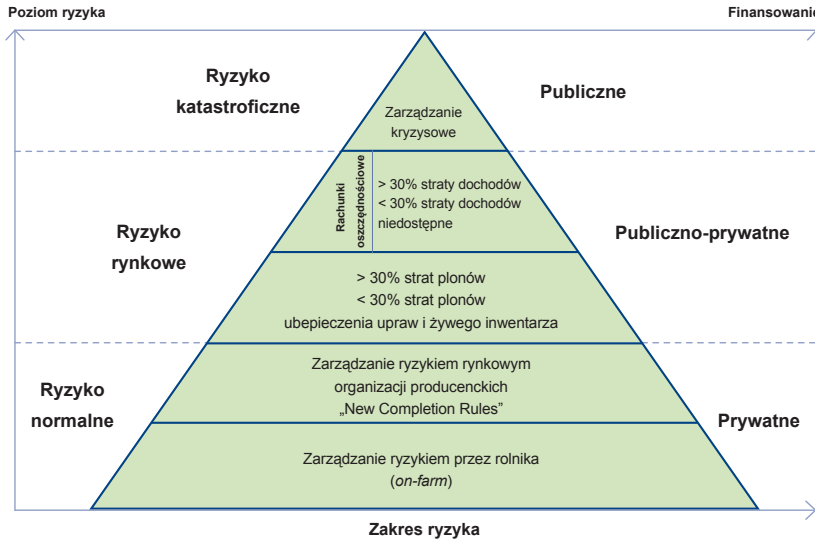 Poziom ryzyka
Finansowanie
Ryzyko
katastroficzne
Zarządzanie
kryzysowe
Publiczne
Ryzyko
rynkowe
Rachunki
oszczędnościowe
> 30% straty dochodów
< 30% straty dochodów
niedostępne
Publiczno-prywatne
> 30% strat plonów
< 30% strat plonów
ubepieczenia upraw i żywego inwentarza
Ryzyko
normalne
Zarządzanie ryzykiem rynkowym
organizacji producenckich
„New Completion Rules”
Prywatne
Zarządzanie ryzykiem przez rolnika
(on-farm)
Zakres ryzyka